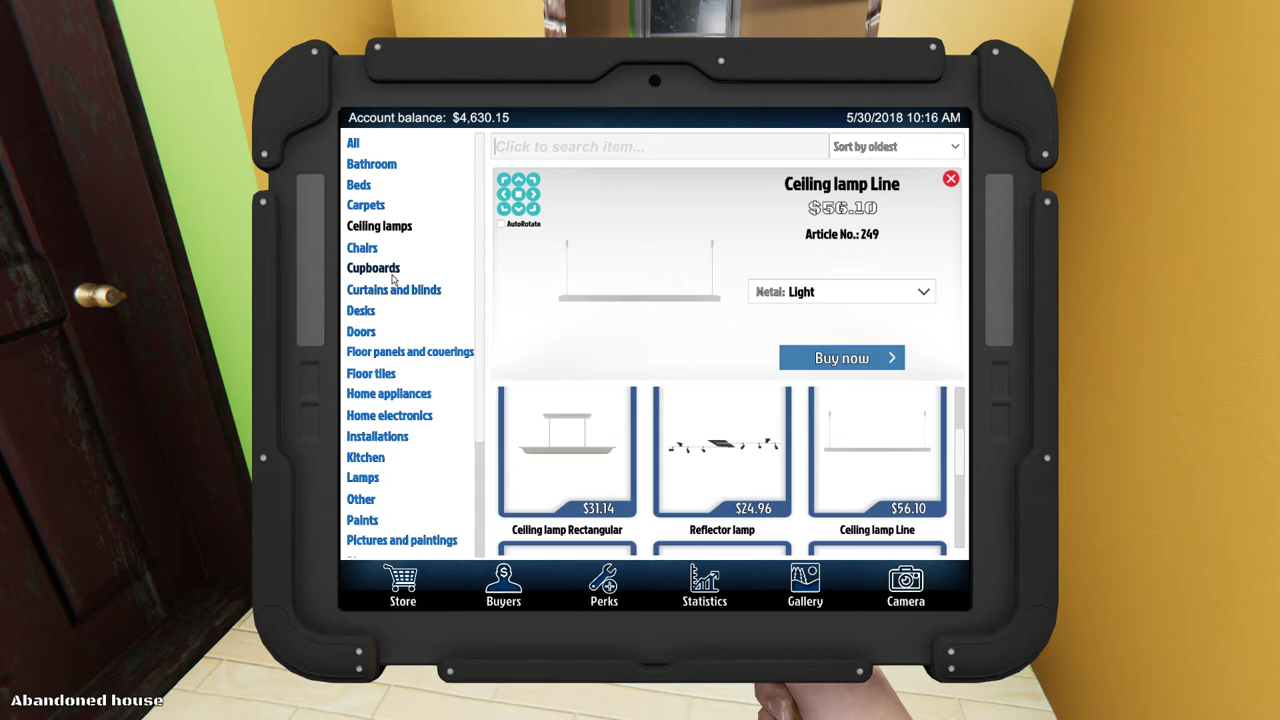 Account balance: $4,630.15
5/30/2018 10:16 AM
All
Bathroom
Beds
Carpets
Ceiling lamps
Chairs
Cupboards
Curtains and blinds
Desks
Doors
Floor panels and coverings
Floor tiles
Home appliances
Home electronics
Installations
Kitchen
Lamps
Other
Paints
Pictures and paintings
Click to search item...
Sort by oldest
AutoRotate
Ceiling lamp Line
$56.10
Article No.: 249
Metal: Light
Buy now
$31.14
$24.96
$56.10
Ceiling lamp Rectangular
Reflector lamp
Ceiling lamp Line
Store
Buyers
Perks
Statistics
Gallery
Camera
Abandoned house